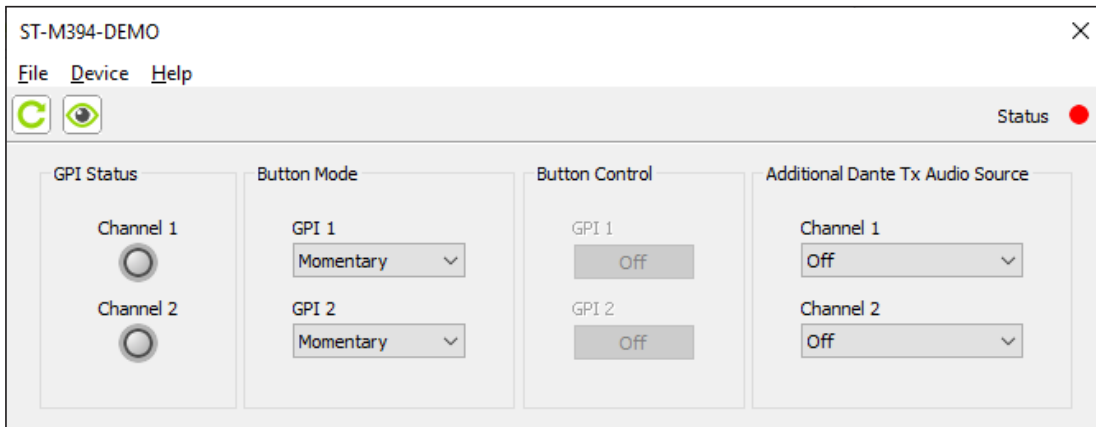 ST-M394-DEMO
File Device Help
Status
GPI Status
Channel 1
Channel 2
Button Mode
GPI 1
Momentary
GPI 2
Momentary
Button Control
GPI 1
Off
GPI 2
Off
Additional Dante Tx Audio Source
Channel 1
Off
Channel 2
Off